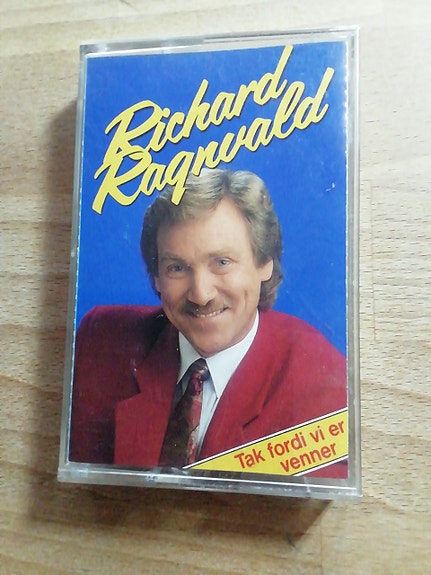 Richard
Ragnvald
Tak fordi vi er
venner